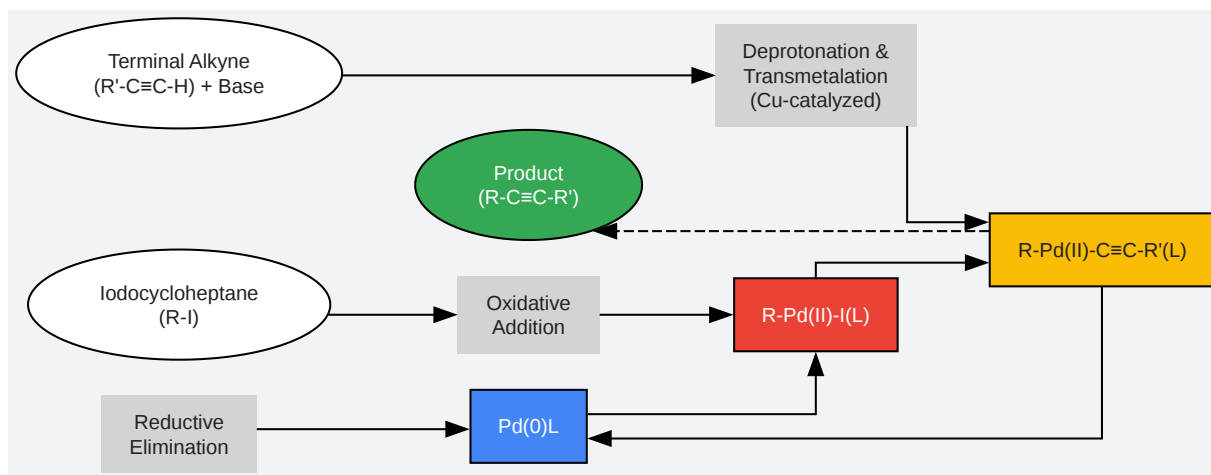 Terminal Alkyne
(R'-C≡C-H) + Base
Deprotonation &
Transmetalation
(Cu-catalyzed)
Product
(R-C≡C-R')
R-Pd(II)-C≡C-R'(L)
Iodocycloheptane
(R-I)
Oxidative
Addition
R-Pd(II)-I(L)
Reductive
Elimination
Pd(0)L